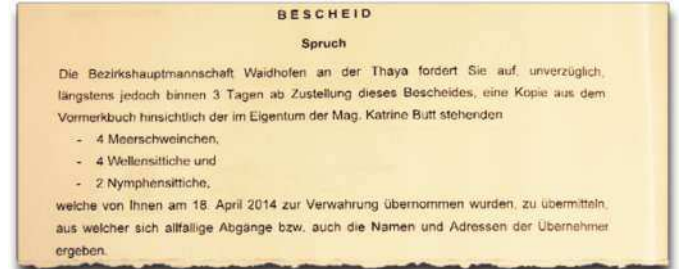 BESCHEID
Spruch
Die Bezirkshauptmannschaft Waidhofen an der Thaya fordert Sie auf, unverzüglich,
längstens jedoch binnen 3 Tagen ab Zustellung dieses Bescheides, eine Kopie aus dem
Vormerkbuch hinsichtlich der im Eigentum der Mag. Katrine Butt stehenden
- 4 Meerschweinchen,
- 4 Wellensittiche und
- 2 Nymphensittiche,
welche von Ihnen am 18. April 2014 zur Verwahrung übernommen wurden, zu übermitteln,
aus welcher sich allfällige Abgänge bzw. auch die Namen und Adressen der Übernehmer
ergeben.